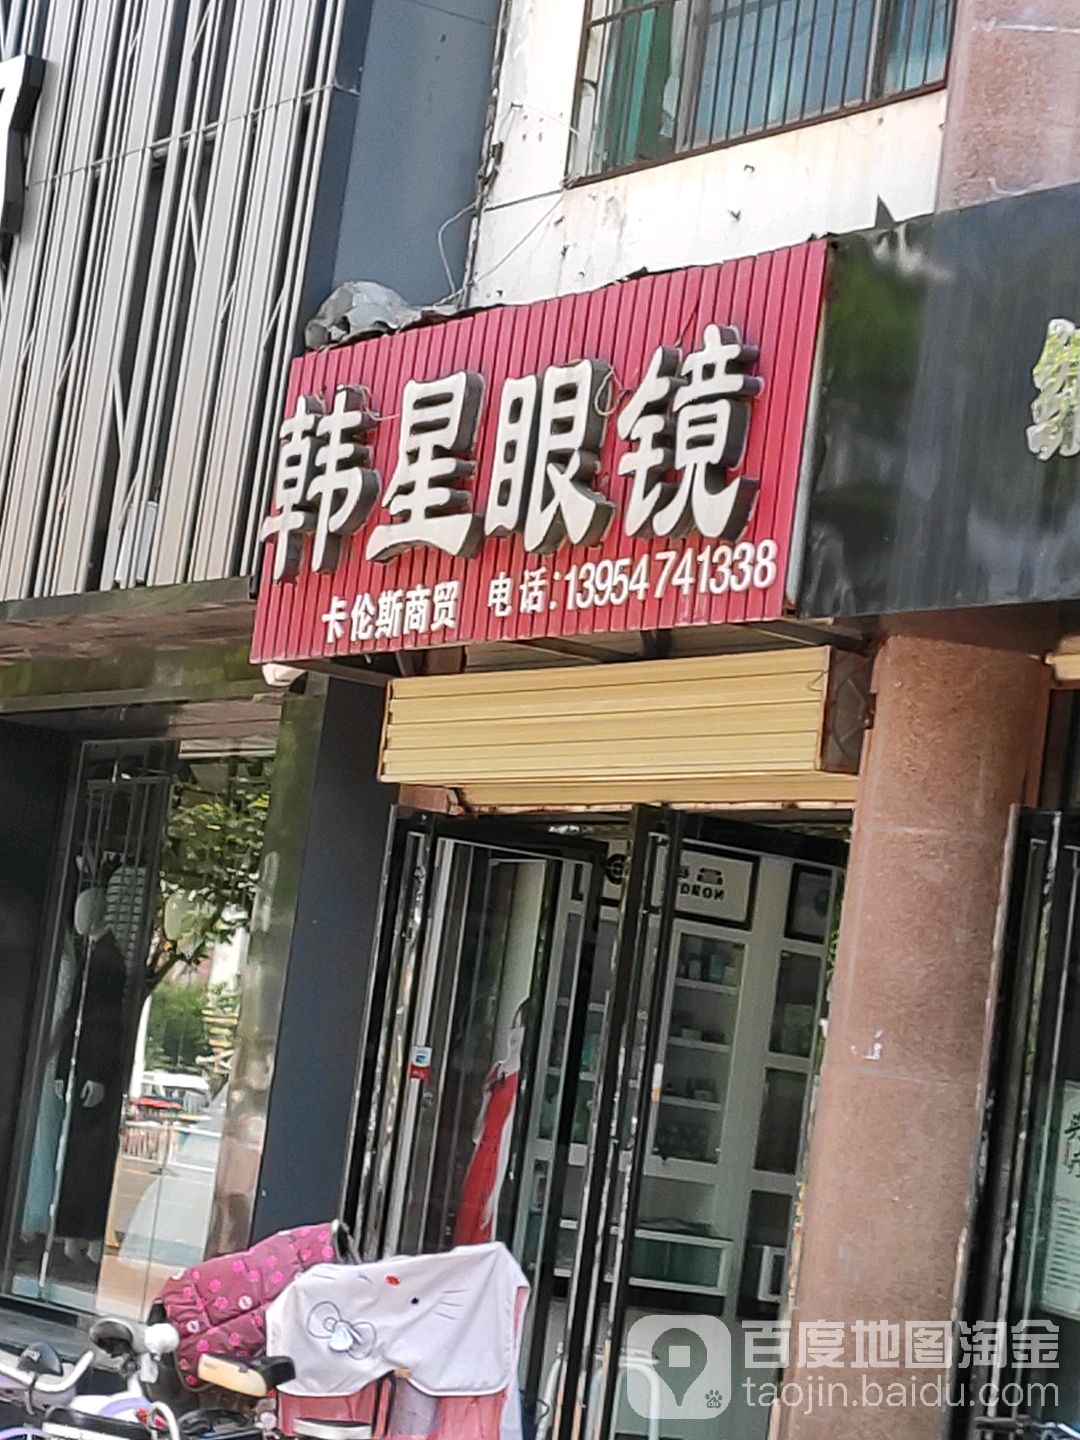 韩星眼镜
卡伦斯商贸 电话:13954741338
百度地图淘金
taojin.baidu.com